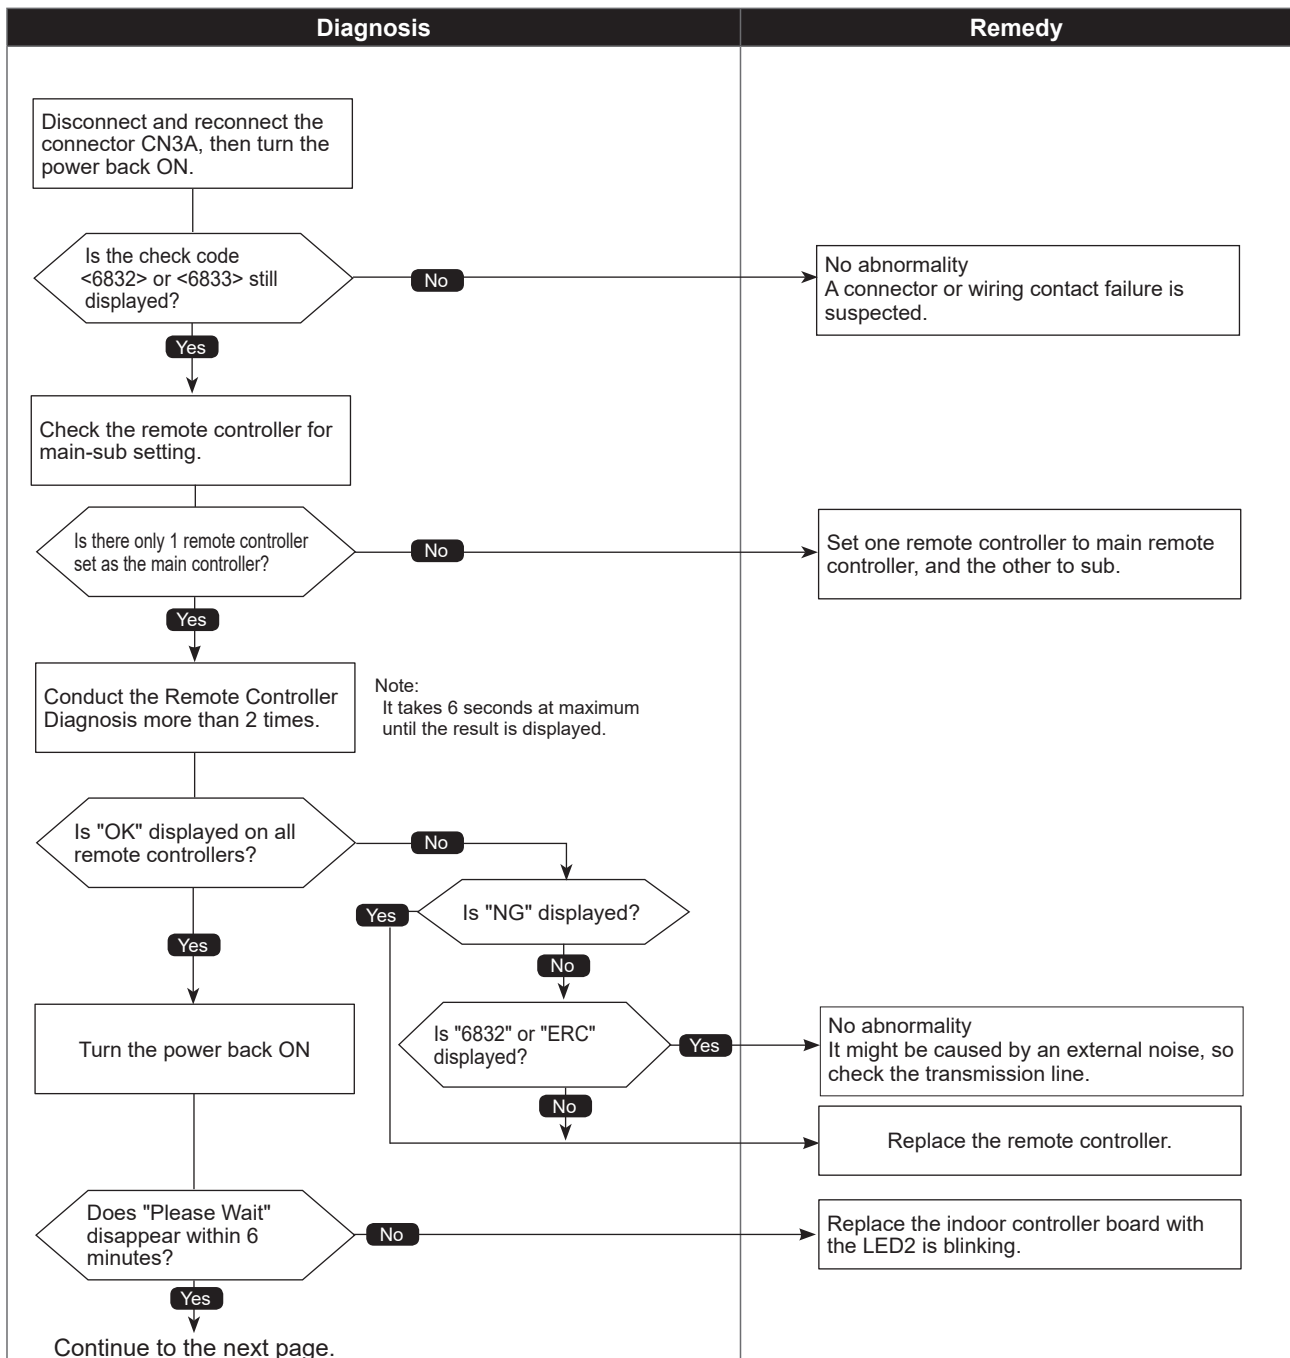 Diagnosis
Remedy
Disconnect and reconnect the
connector CN3A, then turn the
power back ON.
Is the check code
<6832> or <6833> still
displayed?
No
No abnormality
A connector or wiring contact failure is
suspected.
Yes
Check the remote controller for
main-sub setting.
Is there only 1 remote controller
set as the main controller?
No
Set one remote controller to main remote
controller, and the other to sub.
Yes
Conduct the Remote Controller
Diagnosis more than 2 times.
Note:
It takes 6 seconds at maximum
until the result is displayed.
Is "OK" displayed on all
remote controllers?
No
Is "NG" displayed?
Yes
Yes
No
Turn the power back ON
Is "6832" or "ERC"
displayed?
Yes
No abnormality
It might be caused by an external noise, so
check the transmission line.
No
Replace the remote controller.
Does "Please Wait"
disappear within 6
minutes?
No
Replace the indoor controller board with
the LED2 is blinking.
Yes
Continue to the next page.